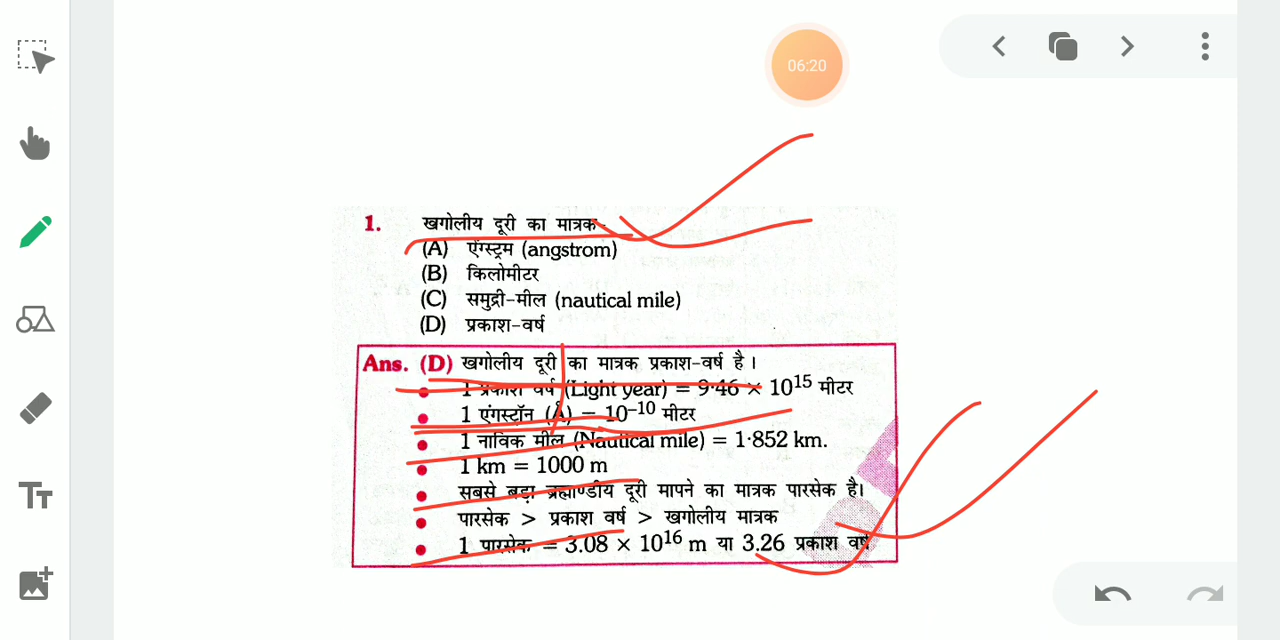 06:20
1. खगोलीय दूरी का मात्रक-
(A) ऐंग्स्ट्रम (angstrom)
(B) किलोमीटर
(C) समुद्री-मील (nautical mile)
(D) प्रकाश-वर्ष
Ans. (D) खगोलीय दूरी का मात्रक प्रकाश-वर्ष है।
● 1 प्रकाश वर्ष (Light year) = 9·46 × 10¹⁵ मीटर
● 1 एंगस्ट्रॉन (Å) = 10⁻¹⁰ मीटर
● 1 नाविक मील (Nautical mile) = 1·852 km.
● 1 km = 1000 m
● सबसे बड़ा ब्रह्माण्डीय दूरी मापने का मात्रक पारसेक है।
● पारसेक > प्रकाश वर्ष > खगोलीय मात्रक
● 1 पारसेक = 3.08 × 10¹⁶ m या 3.26 प्रकाश वर्ष
Tт